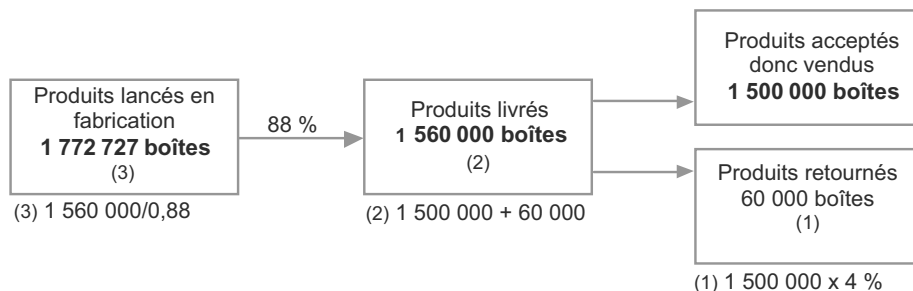 Produits lancés en
fabrication
1 772 727 boîtes
(3)
(3) 1 560 000/0,88
88 %
Produits livrés
1 560 000 boîtes
(2)
(2) 1 500 000 + 60 000
Produits acceptés
donc vendus
1 500 000 boîtes
Produits retournés
60 000 boîtes
(1)
(1) 1 500 000 x 4 %